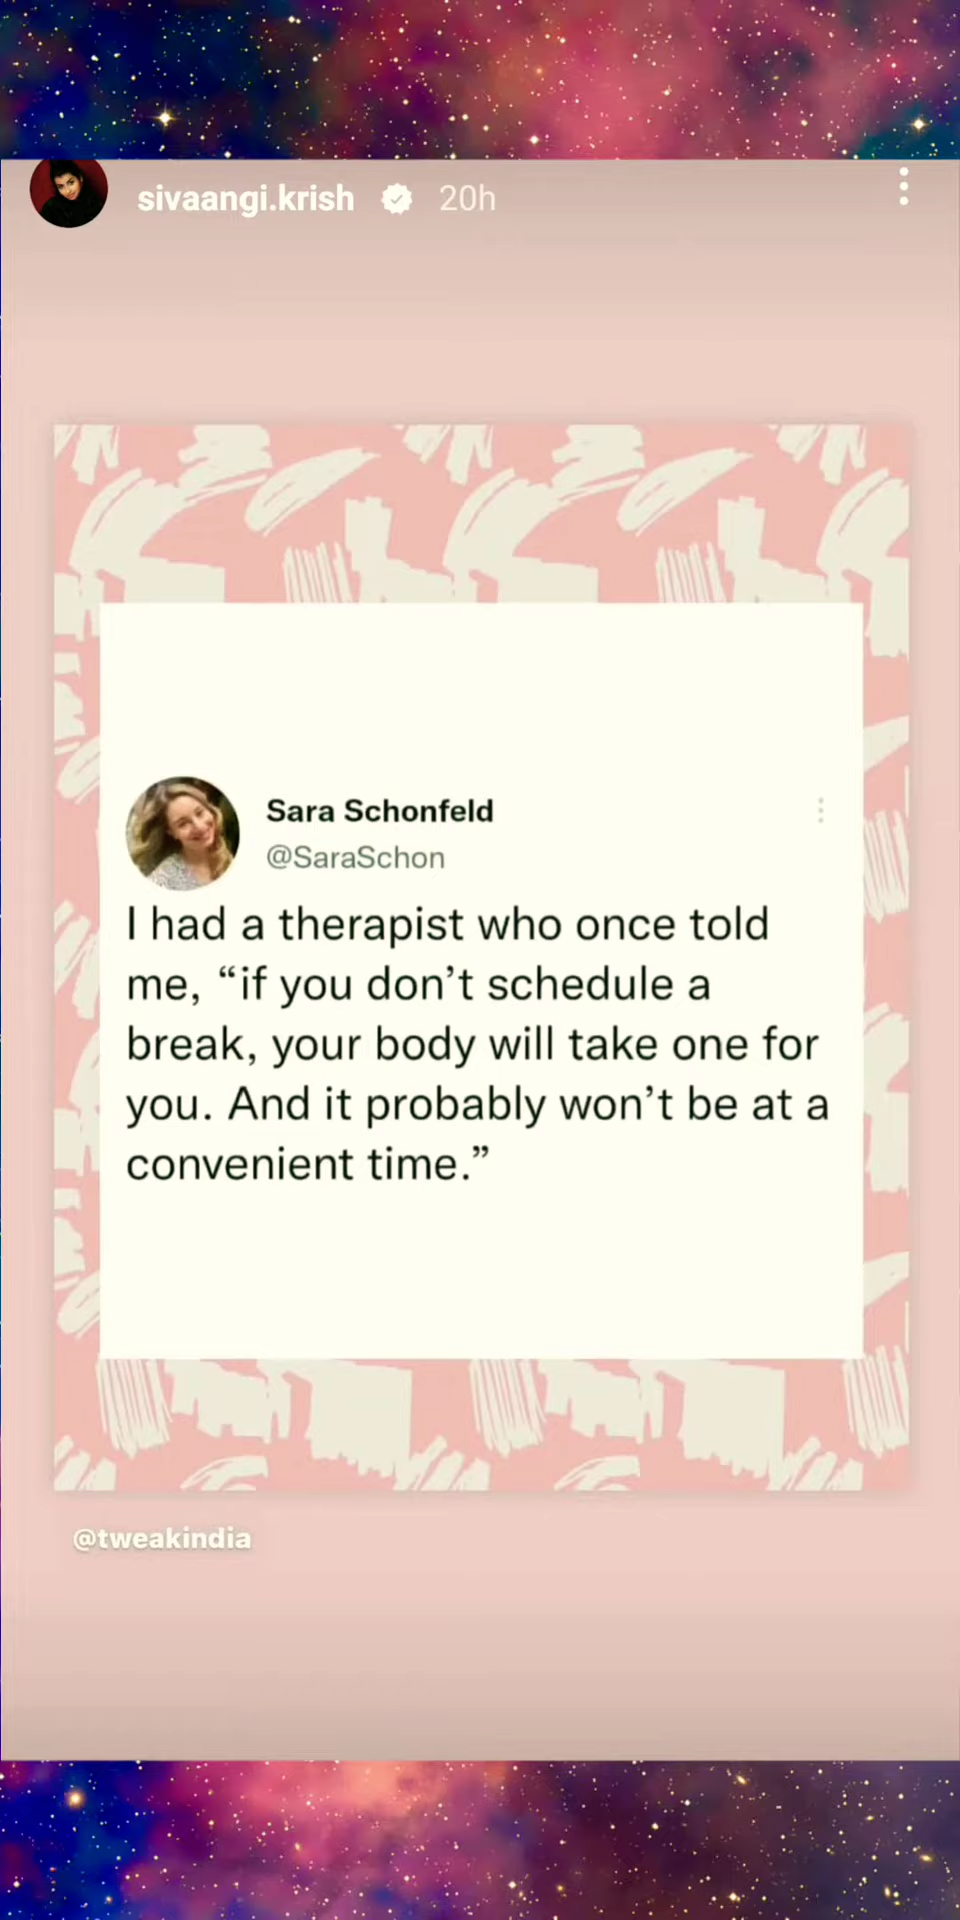 sivaangi.krish 20h
Sara Schonfeld
@SaraSchon
I had a therapist who once told
me, “if you don’t schedule a
break, your body will take one for
you. And it probably won’t be at a
convenient time.”
@tweakindia